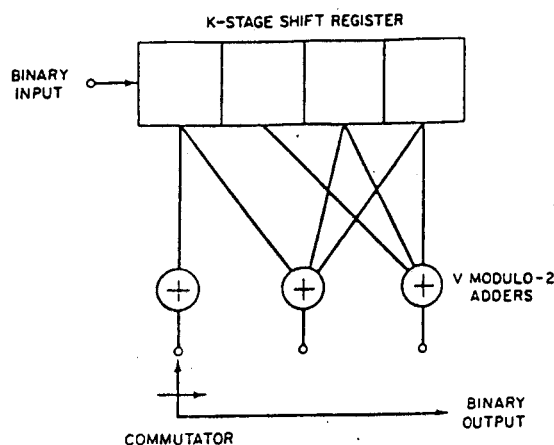 K-STAGE SHIFT REGISTER
BINARY
INPUT
V MODULO-2
ADDERS
BINARY
OUTPUT
COMMUTATOR